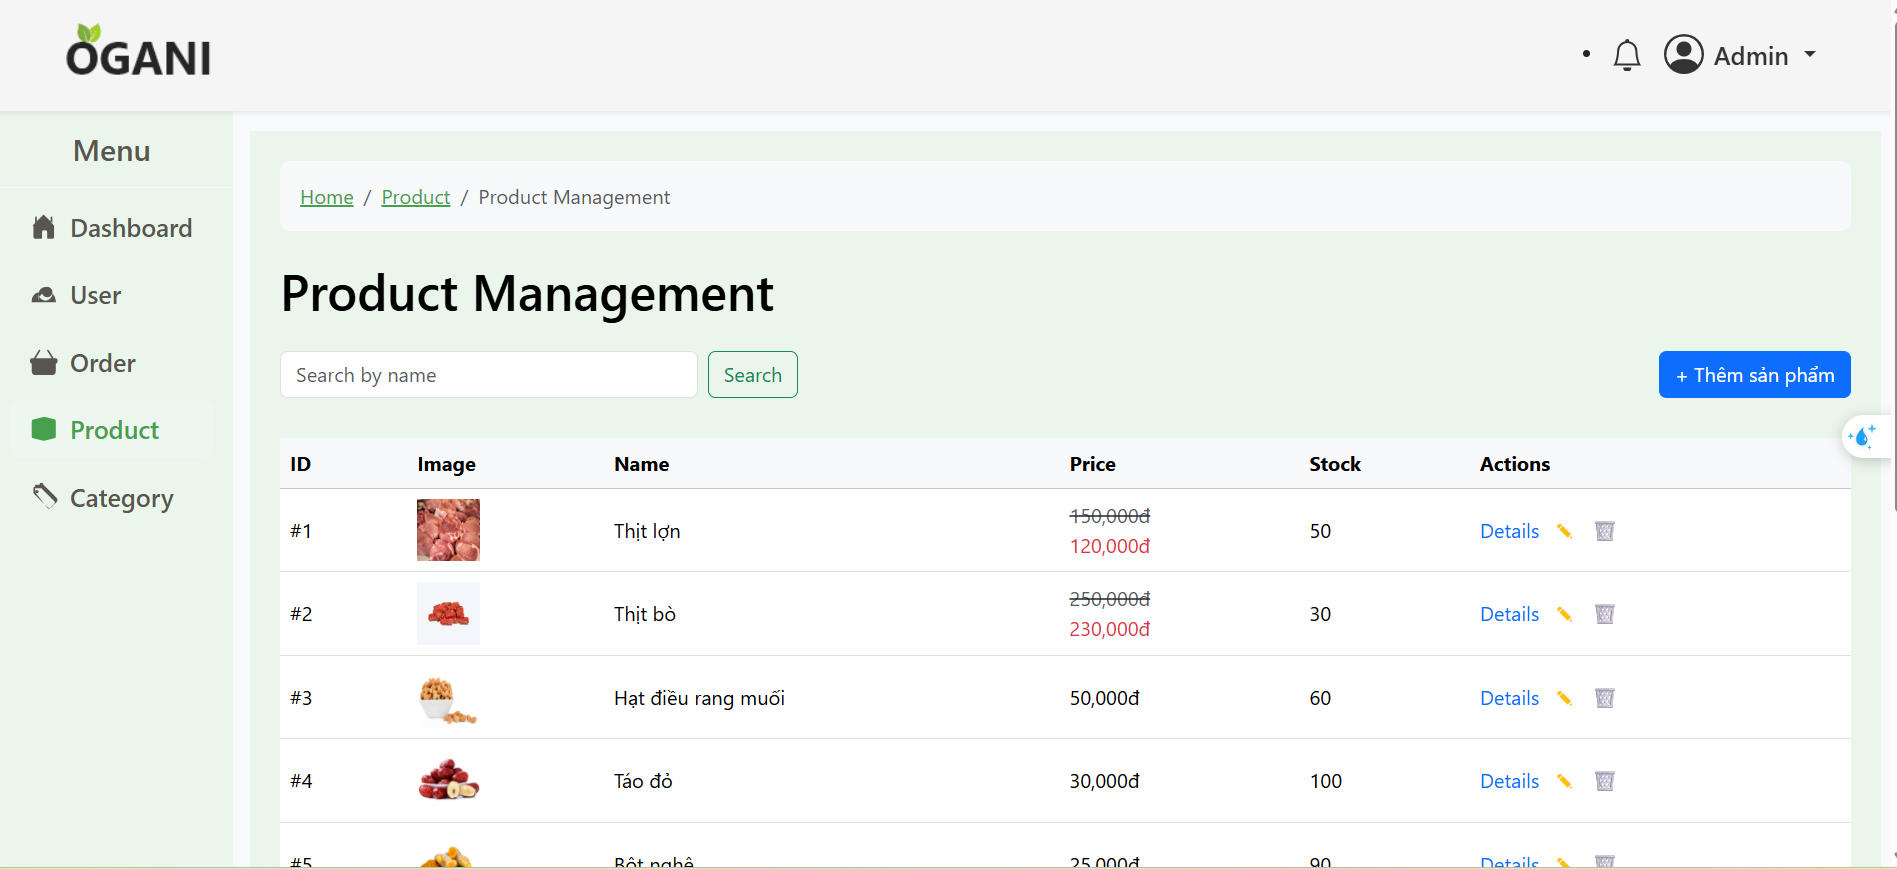 OGANI
Admin
Menu
Dashboard
User
Order
Product
Category
Home / Product / Product Management
Product Management
Search by name
Search
+ Thêm sản phẩm
ID Image Name Price Stock Actions
#1 Thịt lợn 150,000đ 120,000đ 50 Details
#2 Thịt bò 250,000đ 230,000đ 30 Details
#3 Hạt điều rang muối 50,000đ 60 Details
#4 Táo đỏ 30,000đ 100 Details
#5 Bột nghệ 25,000đ 90 Details